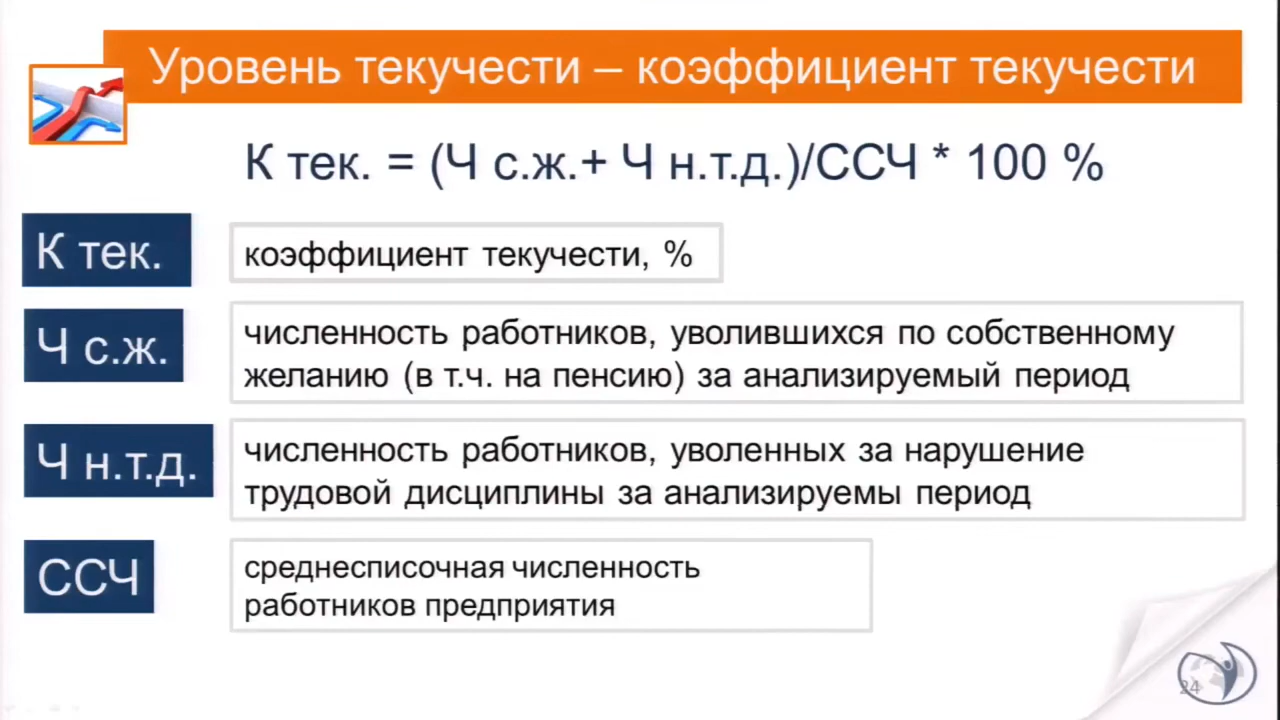 Уровень текучести – коэффициент текучести
К тек. = (Ч с.ж.+ Ч н.т.д.)/ССЧ * 100 %
К тек.
коэффициент текучести, %
Ч с.ж.
численность работников, уволившихся по собственному
желанию (в т.ч. на пенсию) за анализируемый период
Ч н.т.д.
численность работников, уволенных за нарушение
трудовой дисциплины за анализируемы период
ССЧ
среднесписочная численность
работников предприятия
24